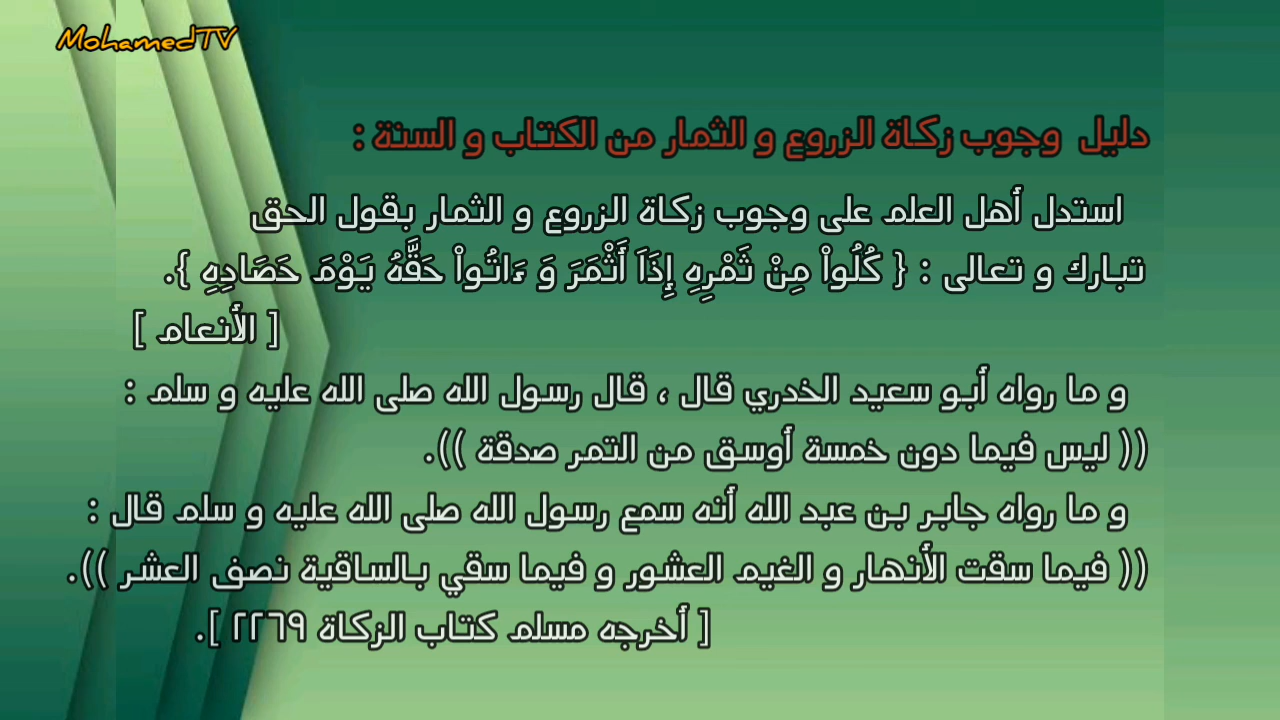 MohamedTV
دليل وجوب زكاة الزروع و الثمار من الكتاب و السنة :
استدل أهل العلم على وجوب زكاة الزروع و الثمار بقول الحق
تبارك و تعالى : { كُلُواْ مِنْ ثَمْرِهِ إِذَآ أَثْمَرَ وَ ءَاتُواْ حَقَّهُ يَوْمَ حَصَادِهِ }.
[ الأنعام ]
و ما رواه أبو سعيد الخدري قال ، قال رسول الله صلى الله عليه و سلم :
(( ليس فيما دون خمسة أوسق من التمر صدقة )).
و ما رواه جابر بن عبد الله أنه سمع رسول الله صلى الله عليه و سلم قال :
(( فيما سقت الأنهار و الغيم العشور و فيما سقي بالساقية نصف العشر )).
[ أخرجه مسلم كتاب الزكاة ٢٢٦٩ ].